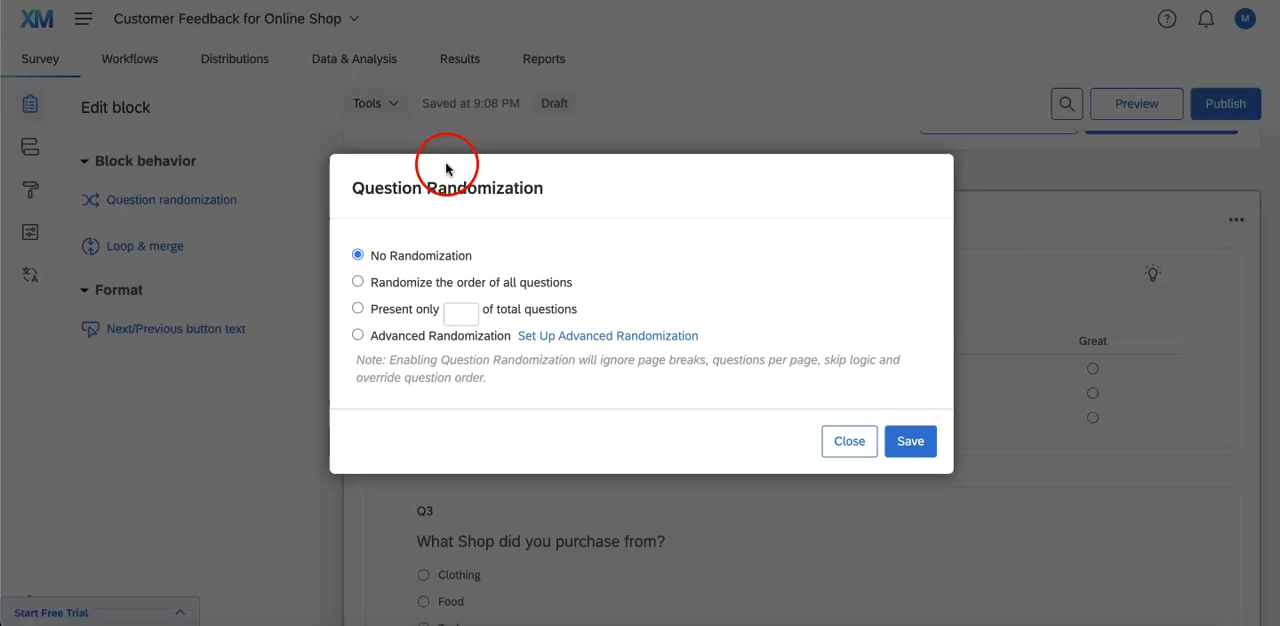 XM
Customer Feedback for Online Shop
M
Survey
Workflows
Distributions
Data & Analysis
Results
Reports
Edit block
Tools
Saved at 9:08 PM
Draft
Preview
Publish
Block behavior
Question randomization
Loop & merge
Format
Next/Previous button text
Question Randomization
No Randomization
Randomize the order of all questions
Present only
of total questions
Advanced Randomization Set Up Advanced Randomization
Note: Enabling Question Randomization will ignore page breaks, questions per page, skip logic and
override question order.
Close
Save
Great
Q3
What Shop did you purchase from?
Clothing
Food
Start Free Trial